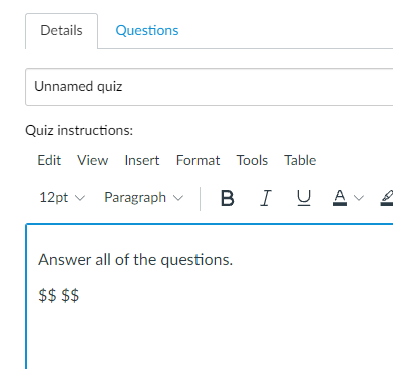 Details Questions
Unnamed quiz
Quiz instructions:
Edit View Insert Format Tools Table
12pt Paragraph B I U A
Answer all of the questions.
$$ $$